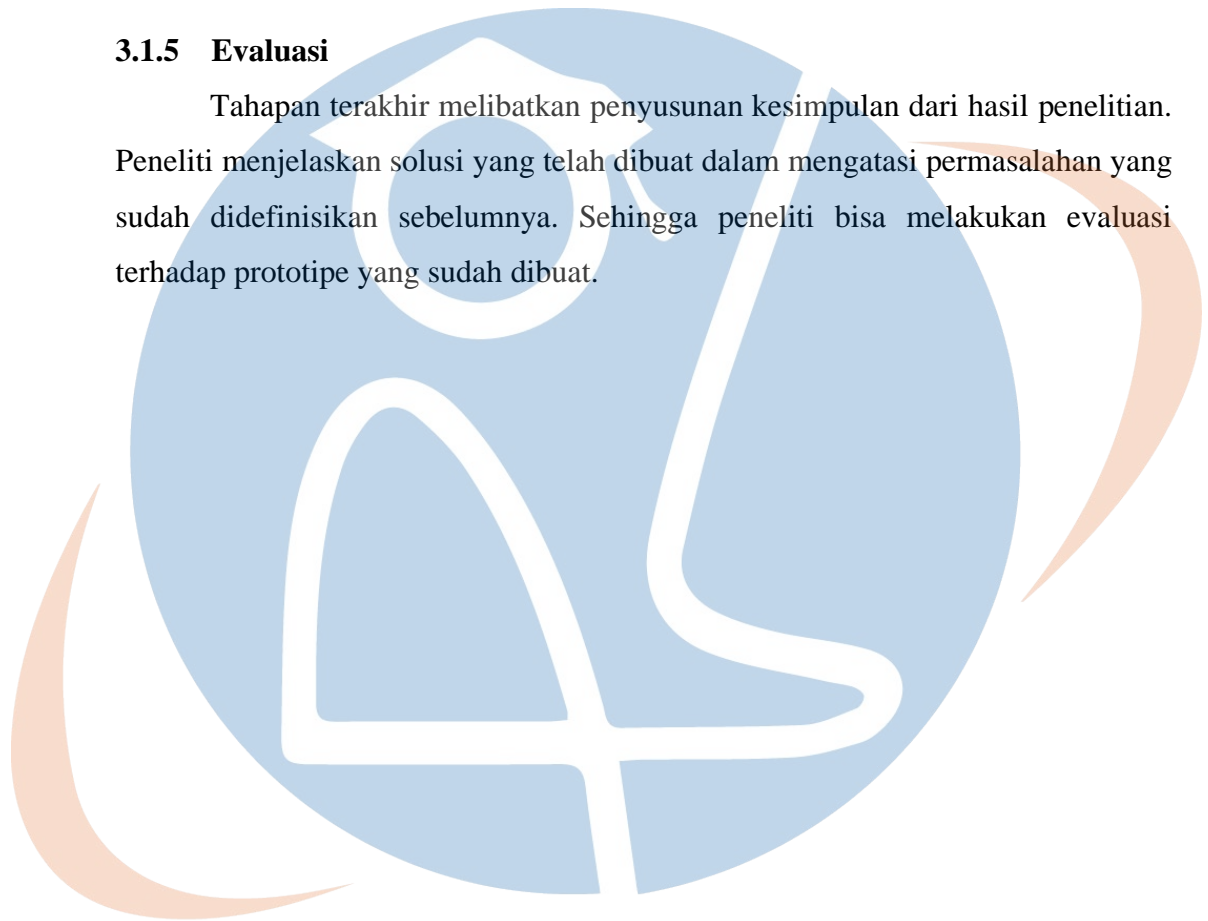 3.1.5 Evaluasi
Tahapan terakhir melibatkan penyusunan kesimpulan dari hasil penelitian.
Peneliti menjelaskan solusi yang telah dibuat dalam mengatasi permasalahan yang
sudah didefinisikan sebelumnya. Sehingga peneliti bisa melakukan evaluasi
terhadap prototipe yang sudah dibuat.